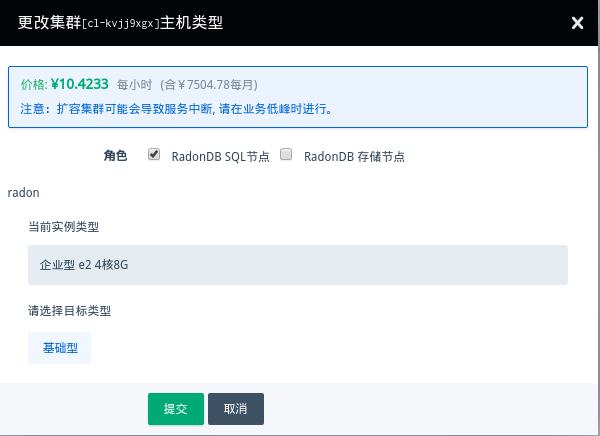 更改集群[cl-kvjj9xgx]主机类型
价格: ¥10.4233 每小时 (合¥7504.78每月)
注意: 扩容集群可能会导致服务中断, 请在业务低峰时进行。
角色 RadonDB SQL节点 RadonDB 存储节点
radon
当前实例类型
企业型 e2 4核8G
请选择目标类型
基础型
提交 取消